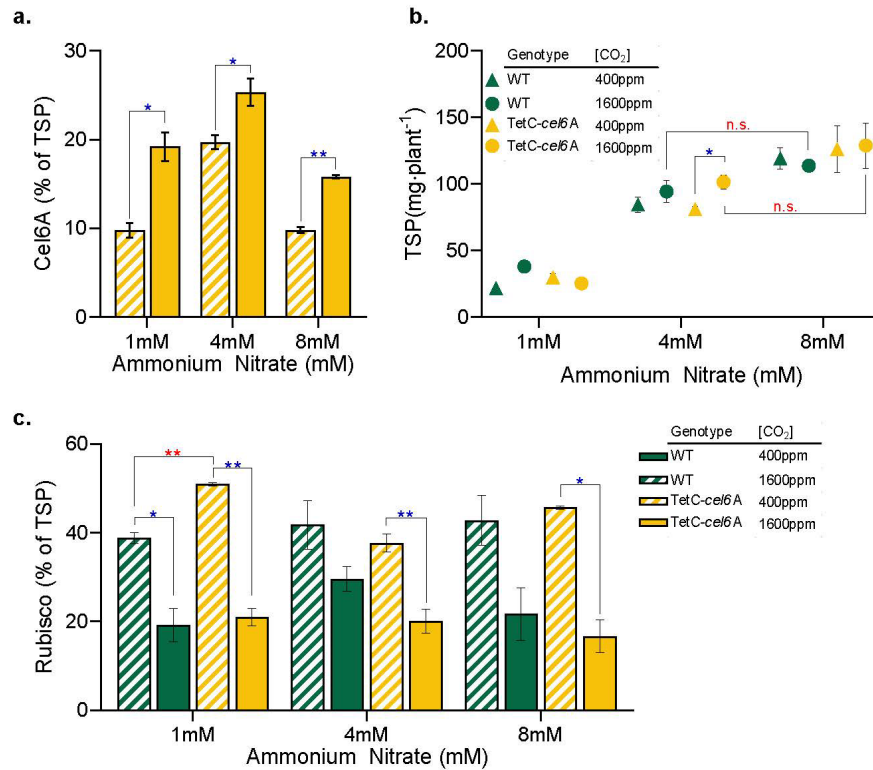 a.
Cel6A (% of TSP)
30
20
10
0
*
*
**
1mM 4mM 8mM
Ammonium Nitrate (mM)
b.
TSP(mg·plant⁻¹)
200
150
100
50
0
Genotype [CO₂]
WT 400ppm
WT 1600ppm
TetC-cel6A 400ppm
TetC-cel6A 1600ppm
n.s.
*
n.s.
1mM 4mM 8mM
Ammonium Nitrate (mM)
c.
Rubisco (% of TSP)
60
40
20
0
**
*
**
**
*
1mM 4mM 8mM
Ammonium Nitrate (mM)
Genotype [CO₂]
WT 400ppm
WT 1600ppm
TetC-cel6A 400ppm
TetC-cel6A 1600ppm